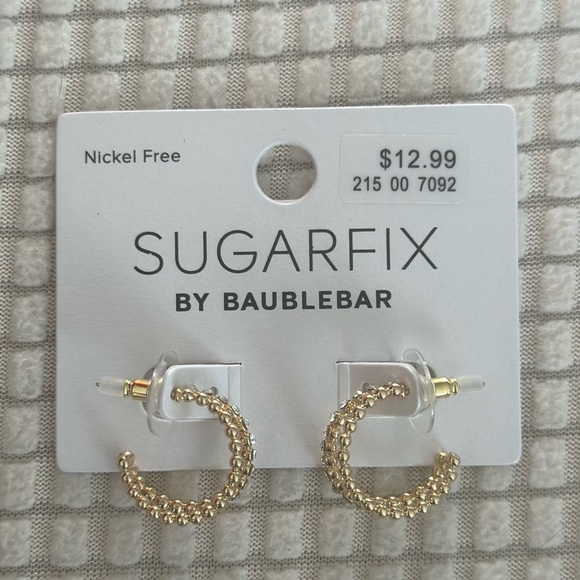 Nickel Free
$12.99
215 00 7092
SUGARFIX
BY BAUBLEBAR